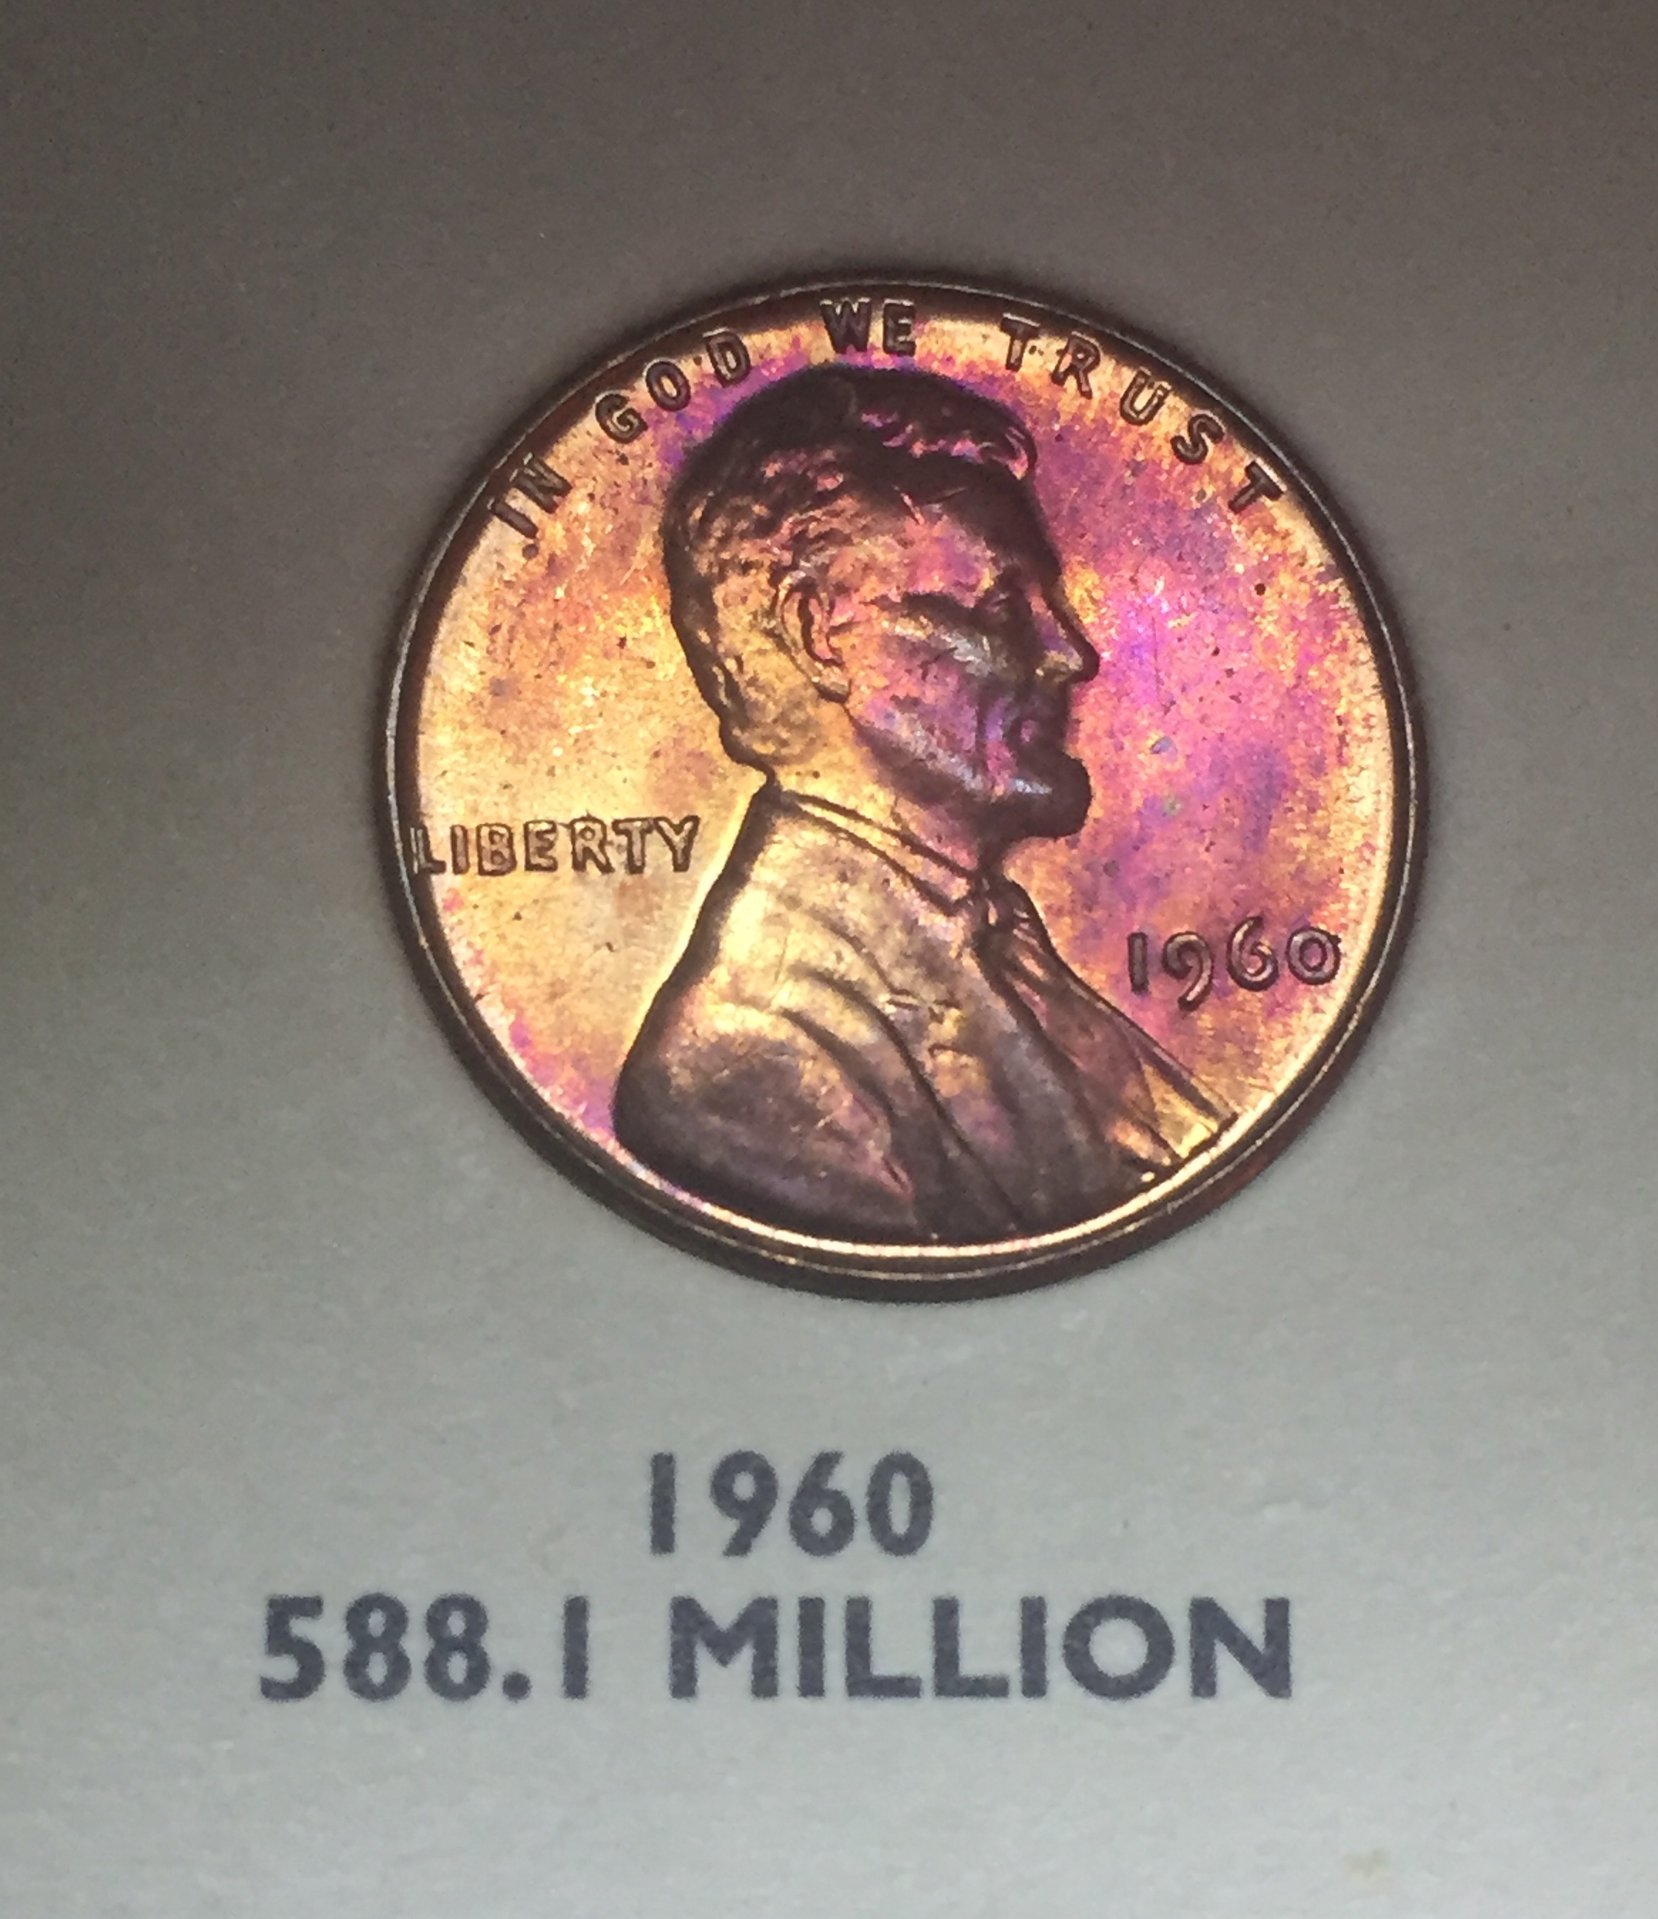 IN GOD WE TRUST
LIBERTY
1960
1960
588.1 MILLION